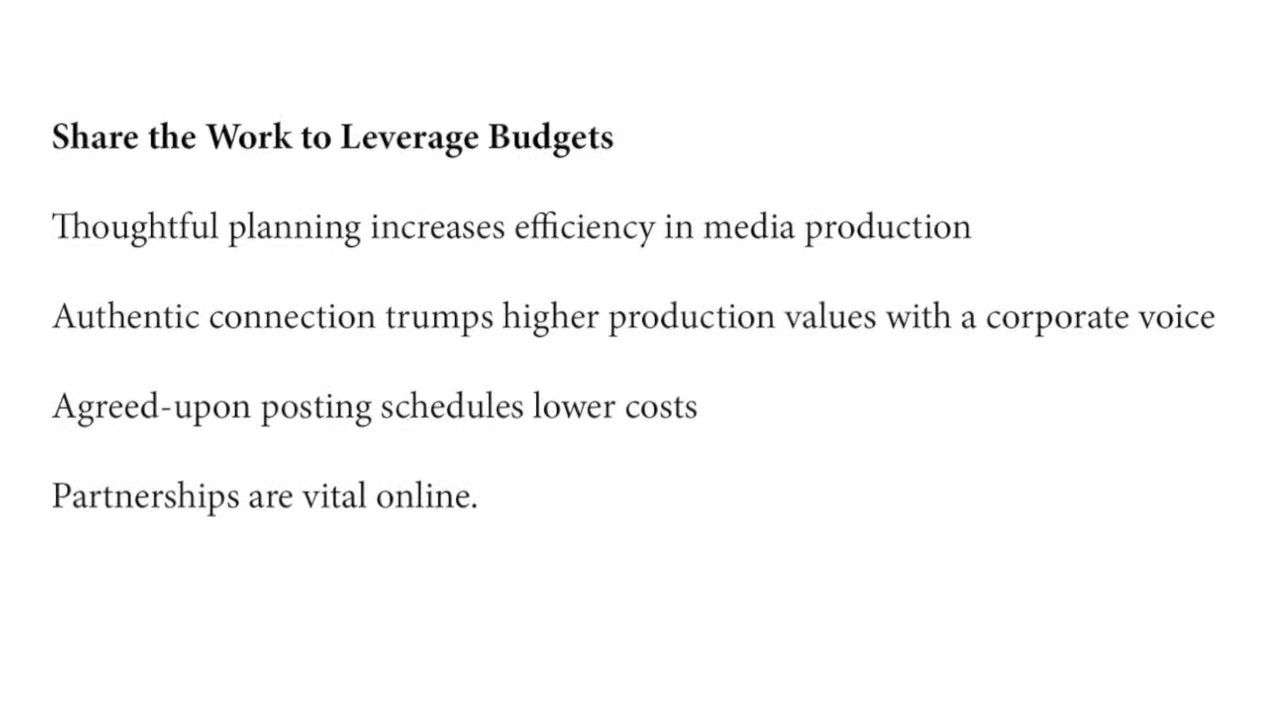 Share the Work to Leverage Budgets
Thoughtful planning increases efficiency in media production
Authentic connection trumps higher production values with a corporate voice
Agreed-upon posting schedules lower costs
Partnerships are vital online.